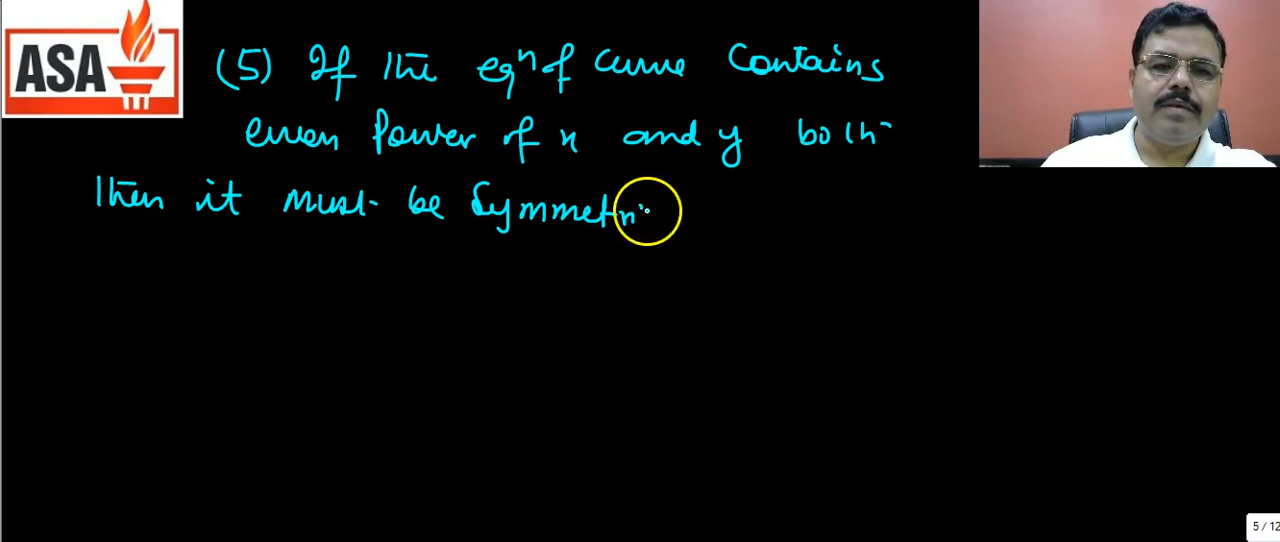 ASA
(5) If the eqn of curve contains
even Power of x and y both
then it must be Symmetri
5 / 12